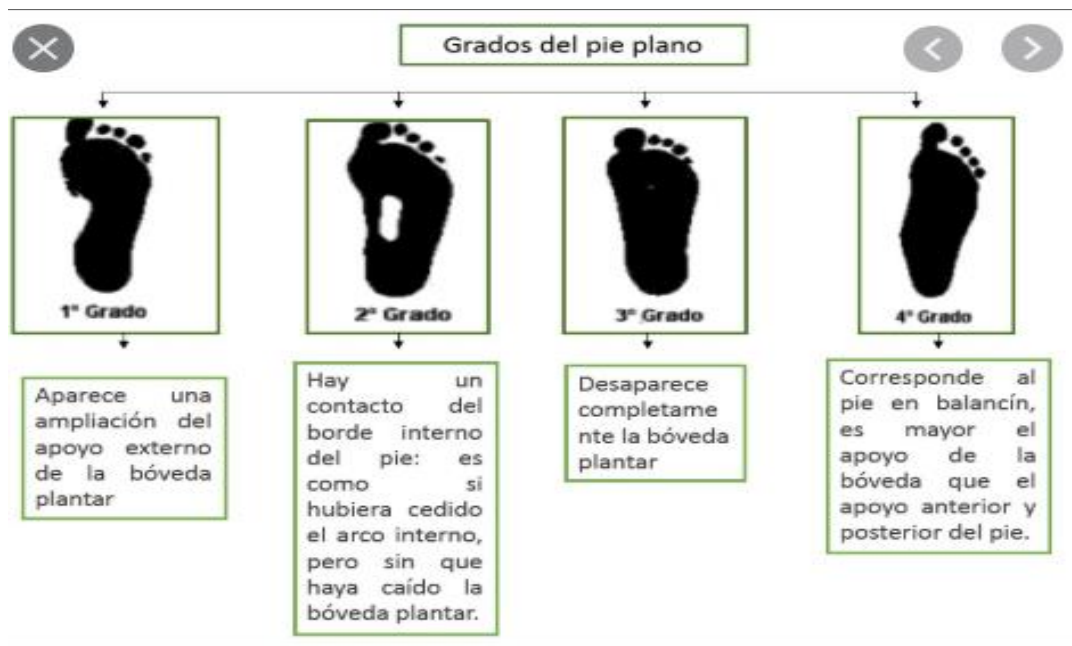 Grados del pie plano
1° Grado
2° Grado
3° Grado
4° Grado
Aparece una
ampliación del
apoyo externo
de la bóveda
plantar
Hay un
contacto del
borde interno
del pie: es
como si
hubiera cedido
el arco interno,
pero sin que
haya caído la
bóveda plantar.
Desaparece
completame
nte la bóveda
plantar
Corresponde al
pie en balancín,
es mayor el
apoyo de la
bóveda que el
apoyo anterior y
posterior del pie.